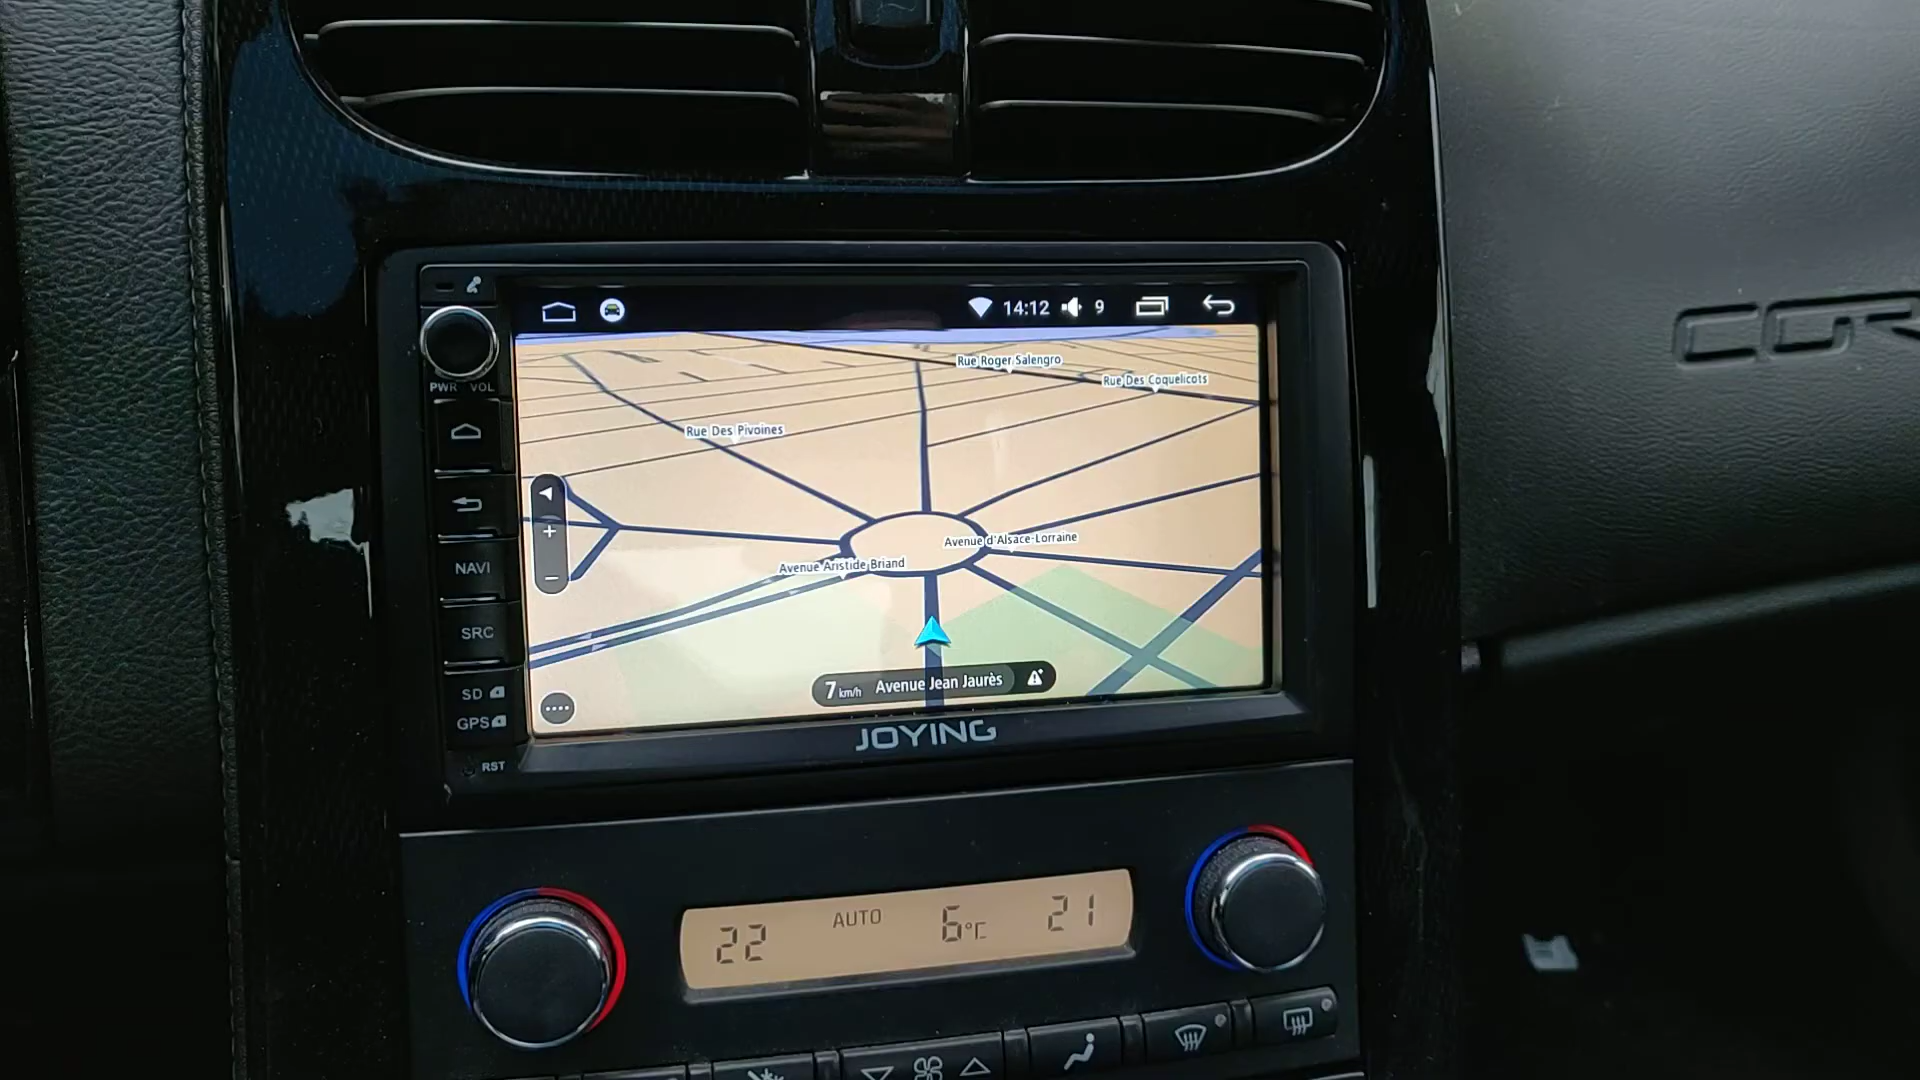 14:12 9
PWR VOL
Rue Roger Salengro
Rue Des Coquelicots
Rue Des Pivoines
+
Avenue d'Alsace-Lorraine
Avenue Aristide Briand
−
NAVI
SRC
SD
GPS
RST
7 km/h Avenue Jean Jaurès
JOYING
COR
22 AUTO 6°C 21